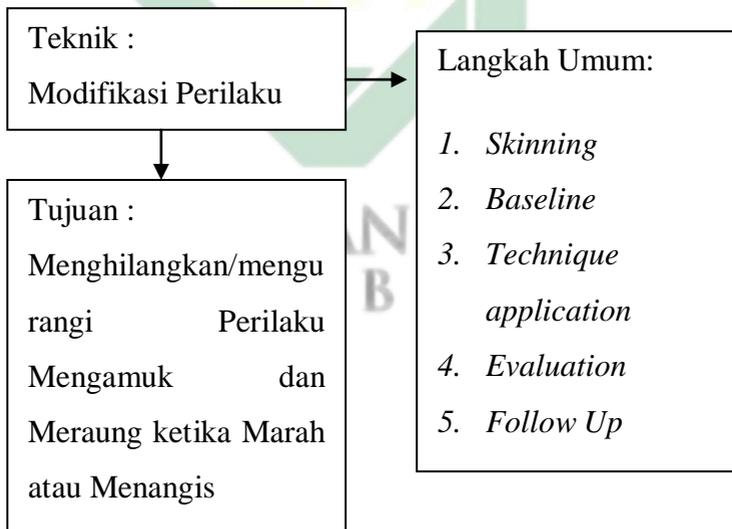 Teknik :
Modifikasi Perilaku
Tujuan :
Menghilangkan/mengu
rangi Perilaku
Mengamuk dan
Meraung ketika Marah
atau Menangis
Langkah Umum:
1. Skinning
2. Baseline
3. Technique
application
4. Evaluation
5. Follow Up
AN
B